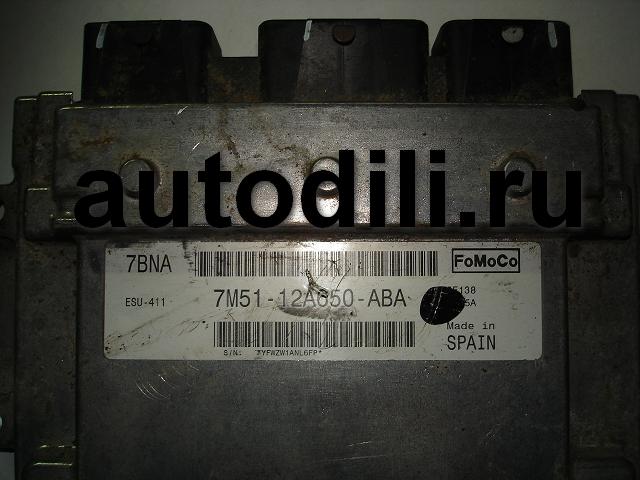 autodili.ru
7BNA
FoMoCo
ESU-411
7M51-12A650-ABA
Made in
SPAIN
S/N: